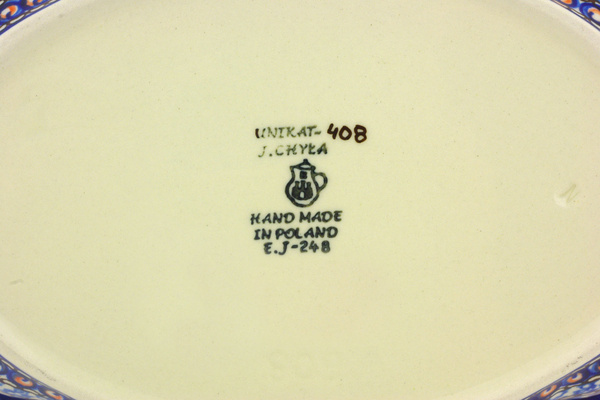 UNIKAT-408
J. CHYŁA
HAND MADE
IN POLAND
E.J-248